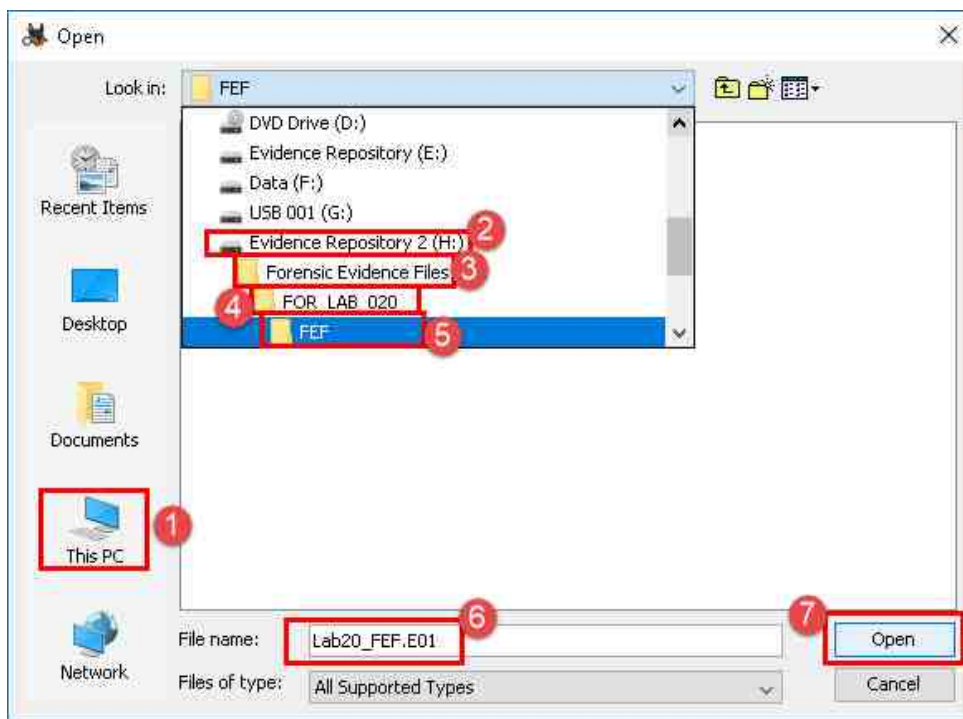 Open
Look in:
FEF
DVD Drive (D:)
Evidence Repository (E:)
Data (F:)
USB 001 (G:)
Evidence Repository 2 (H:)
2
Forensic Evidence Files
3
4
FOR_LAB_020
FEF
5
Recent Items
Desktop
Documents
This PC
1
Network
File name:
Lab20_FEF.E01
6
7
Open
Files of type:
All Supported Types
Cancel